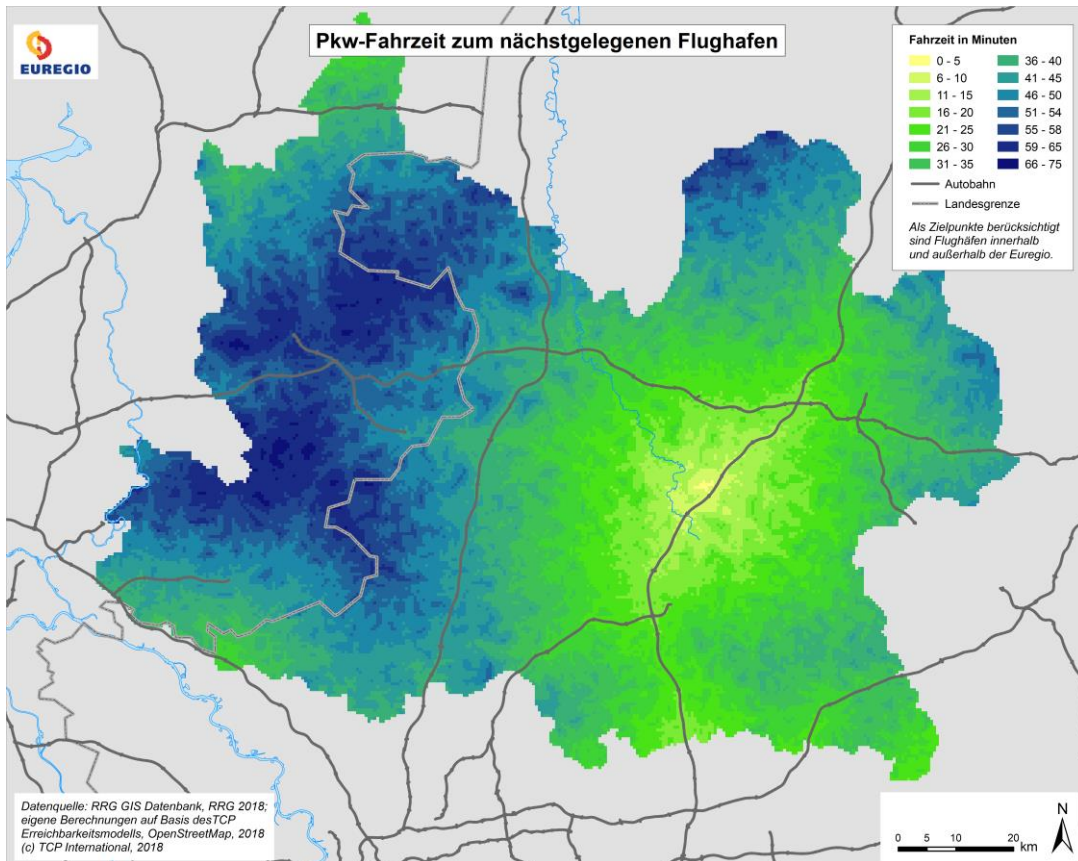 EUREGIO
Pkw-Fahrzeit zum nächstgelegenen Flughafen
Fahrzeit in Minuten
0 - 5
6 - 10
11 - 15
16 - 20
21 - 25
26 - 30
31 - 35
36 - 40
41 - 45
46 - 50
51 - 54
55 - 58
59 - 65
66 - 75
Autobahn
Landesgrenze
Als Zielpunkte berücksichtigt
sind Flughäfen innerhalb
und außerhalb der Euregio.
Datenquelle: RRG GIS Datenbank, RRG 2018;
eigene Berechnungen auf Basis desTCP
Erreichbarkeitsmodells, OpenStreetMap, 2018
(c) TCP International, 2018
0 5 10 20
km
N